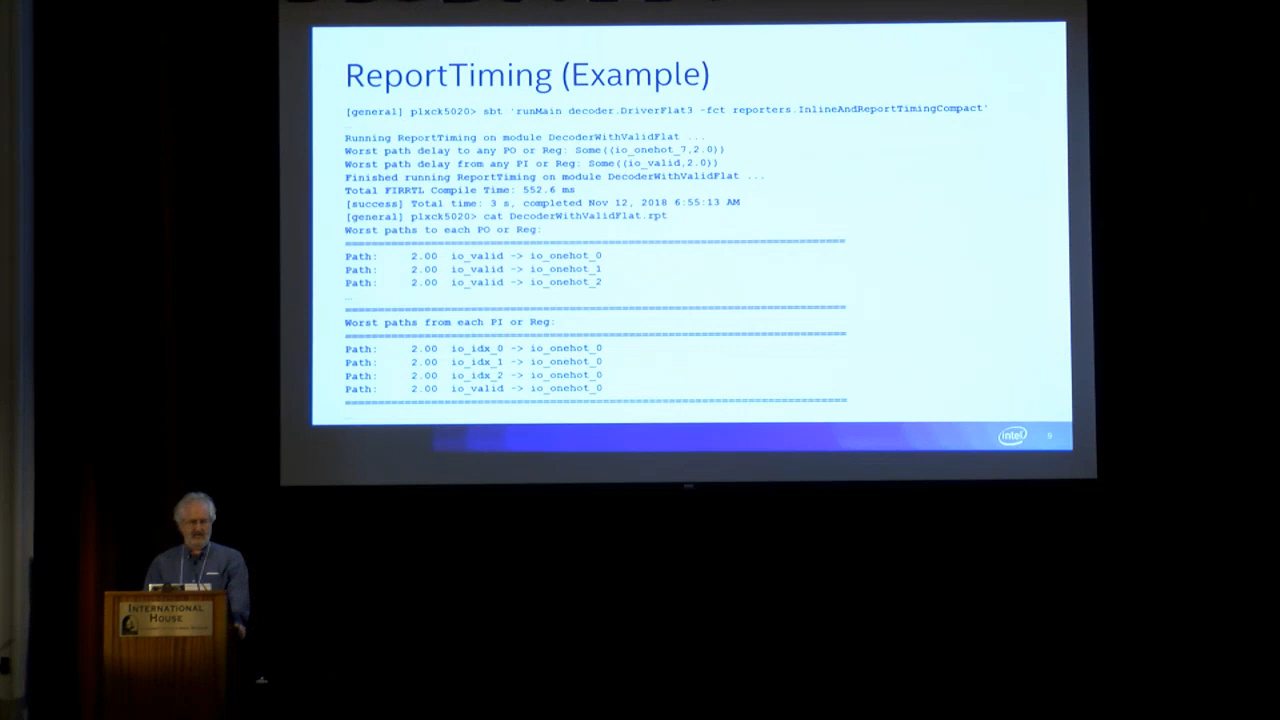 ReportTiming (Example)
[general] plxck5020> sbt 'runMain decoder.DriverFlat3 -fct reporters.InlineAndReportTimingCompact'
Running ReportTiming on module DecoderWithValidFlat ...
Worst path delay to any PO or Reg: Some((io_onehot_7,2.0))
Worst path delay from any PI or Reg: Some((io_valid,2.0))
Finished running ReportTiming on module DecoderWithValidFlat ...
Total FIRRTL Compile Time: 552.6 ms
[success] Total time: 3 s, completed Nov 12, 2018 6:55:13 AM
[general] plxck5020> cat DecoderWithValidFlat.rpt
Worst paths to each PO or Reg:
Path: 2.00 io_valid -> io_onehot_0
Path: 2.00 io_valid -> io_onehot_1
Path: 2.00 io_valid -> io_onehot_2
...
Worst paths from each PI or Reg:
Path: 2.00 io_idx_0 -> io_onehot_0
Path: 2.00 io_idx_1 -> io_onehot_0
Path: 2.00 io_idx_2 -> io_onehot_0
Path: 2.00 io_valid -> io_onehot_0
intel
6
INTERNATIONAL
HOUSE